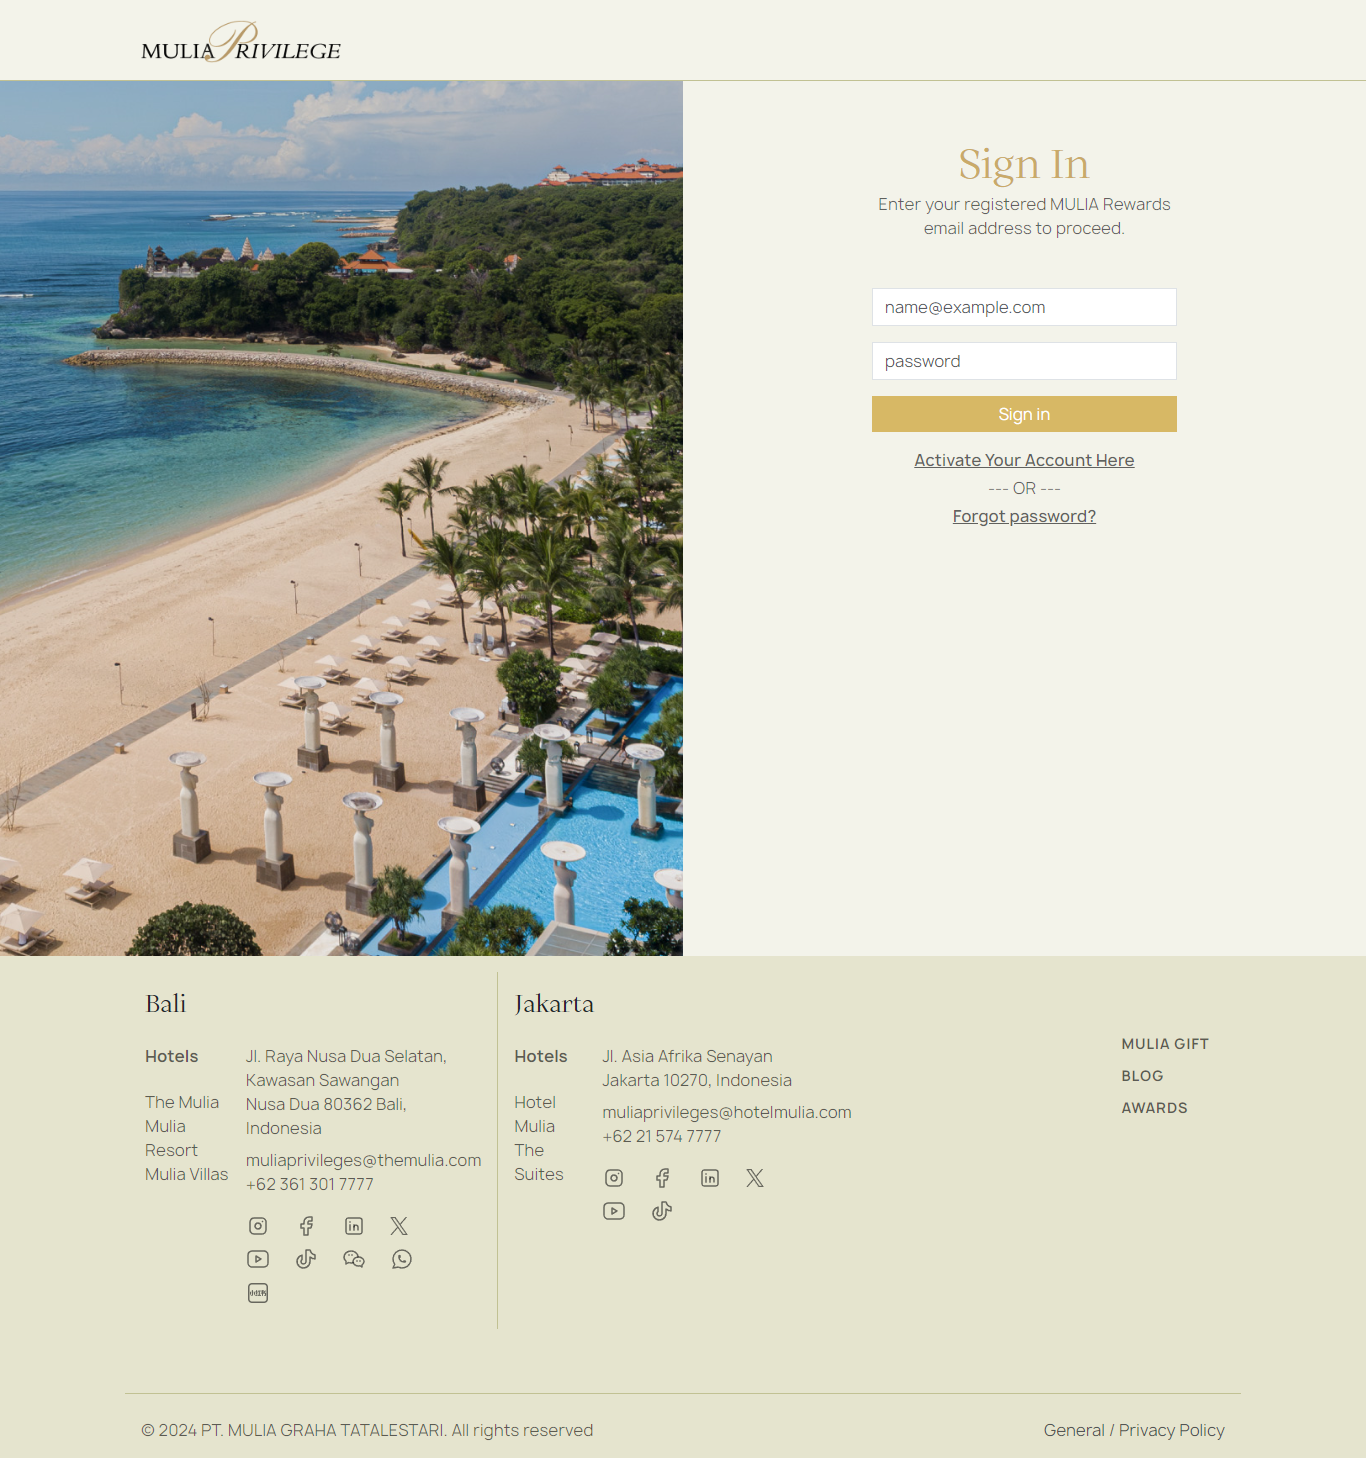 MULIA PRIVILEGE
Sign In
Enter your registered MULIA Rewards
email address to proceed.
name@example.com
password
Sign in
Activate Your Account Here
--- OR ---
Forgot password?
Bali
Hotels
The Mulia
Mulia
Resort
Mulia Villas
Jl. Raya Nusa Dua Selatan,
Kawasan Sawangan
Nusa Dua 80362 Bali,
Indonesia
muliaprivileges@themulia.com
+62 361 301 7777
Jakarta
Hotels
Hotel
Mulia
The
Suites
Jl. Asia Afrika Senayan
Jakarta 10270, Indonesia
muliaprivileges@hotelmulia.com
+62 21 574 7777
MULIA GIFT
BLOG
AWARDS
© 2024 PT. MULIA GRAHA TATALESTARI. All rights reserved
General / Privacy Policy